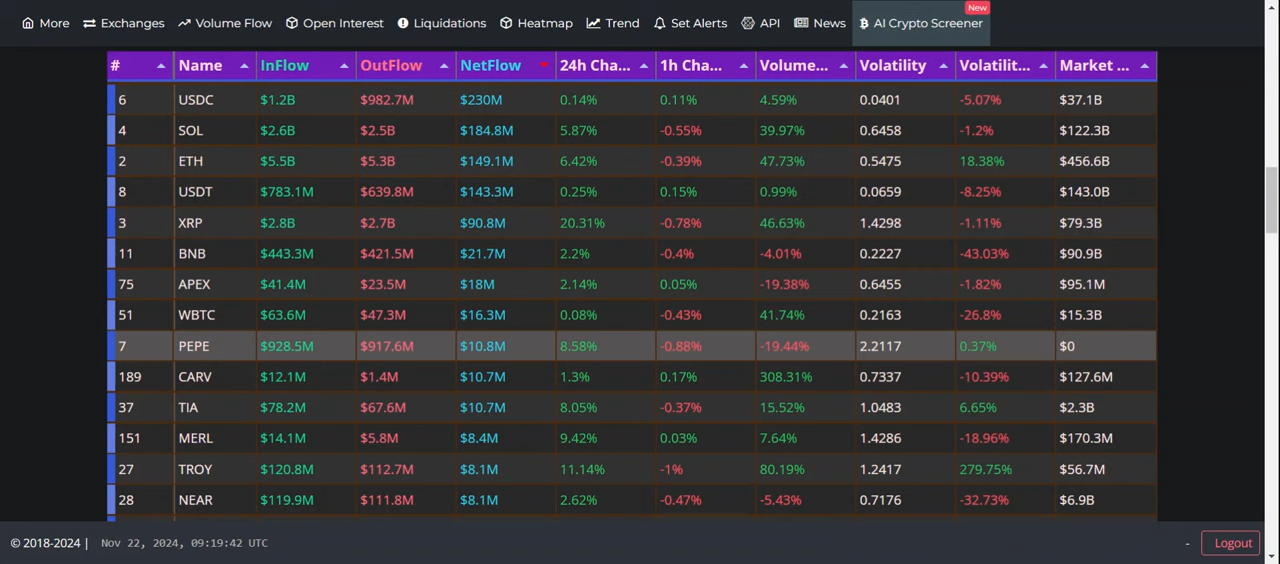 More Exchanges Volume Flow Open Interest Liquidations Heatmap Trend Set Alerts API News AI Crypto Screener New
# Name InFlow OutFlow NetFlow 24h Cha... 1h Cha... Volume... Volatility Volatilit... Market ...
6 USDC $1.2B $982.7M $230M 0.14% 0.11% 4.59% 0.0401 -5.07% $37.1B
4 SOL $2.6B $2.5B $184.8M 5.87% -0.55% 39.97% 0.6458 -1.2% $122.3B
2 ETH $5.5B $5.3B $149.1M 6.42% -0.39% 47.73% 0.5475 18.38% $456.6B
8 USDT $783.1M $639.8M $143.3M 0.25% 0.15% 0.99% 0.0659 -8.25% $143.0B
3 XRP $2.8B $2.7B $90.8M 20.31% -0.78% 46.63% 1.4298 -1.11% $79.3B
11 BNB $443.3M $421.5M $21.7M 2.2% -0.4% -4.01% 0.2227 -43.03% $90.9B
75 APEX $41.4M $23.5M $18M 2.14% 0.05% -19.38% 0.6455 -1.82% $95.1M
51 WBTC $63.6M $47.3M $16.3M 0.08% -0.43% 41.74% 0.2163 -26.8% $15.3B
7 PEPE $928.5M $917.6M $10.8M 8.58% -0.88% -19.44% 2.2117 0.37% $0
189 CARV $12.1M $1.4M $10.7M 1.3% 0.17% 308.31% 0.7337 -10.39% $127.6M
37 TIA $78.2M $67.6M $10.7M 8.05% -0.37% 15.52% 1.0483 6.65% $2.3B
151 MERL $14.1M $5.8M $8.4M 9.42% 0.03% 7.64% 1.4286 -18.96% $170.3M
27 TROY $120.8M $112.7M $8.1M 11.14% -1% 80.19% 1.2417 279.75% $56.7M
28 NEAR $119.9M $111.8M $8.1M 2.62% -0.47% -5.43% 0.7176 -32.73% $6.9B
© 2018-2024 | Nov 22, 2024, 09:19:42 UTC - Logout